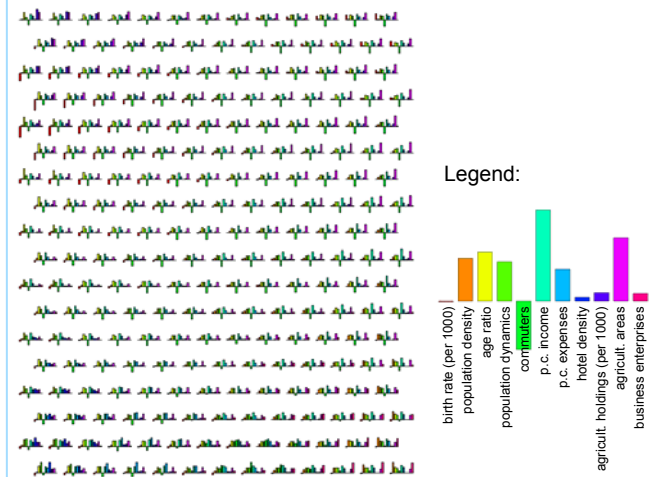 Legend:
birth rate (per 1000)
population density
age ratio
population dynamics
commuters
p.c. income
p.c. expenses
hotel density
agricult. holdings (per 1000)
agricult. areas
business enterprises